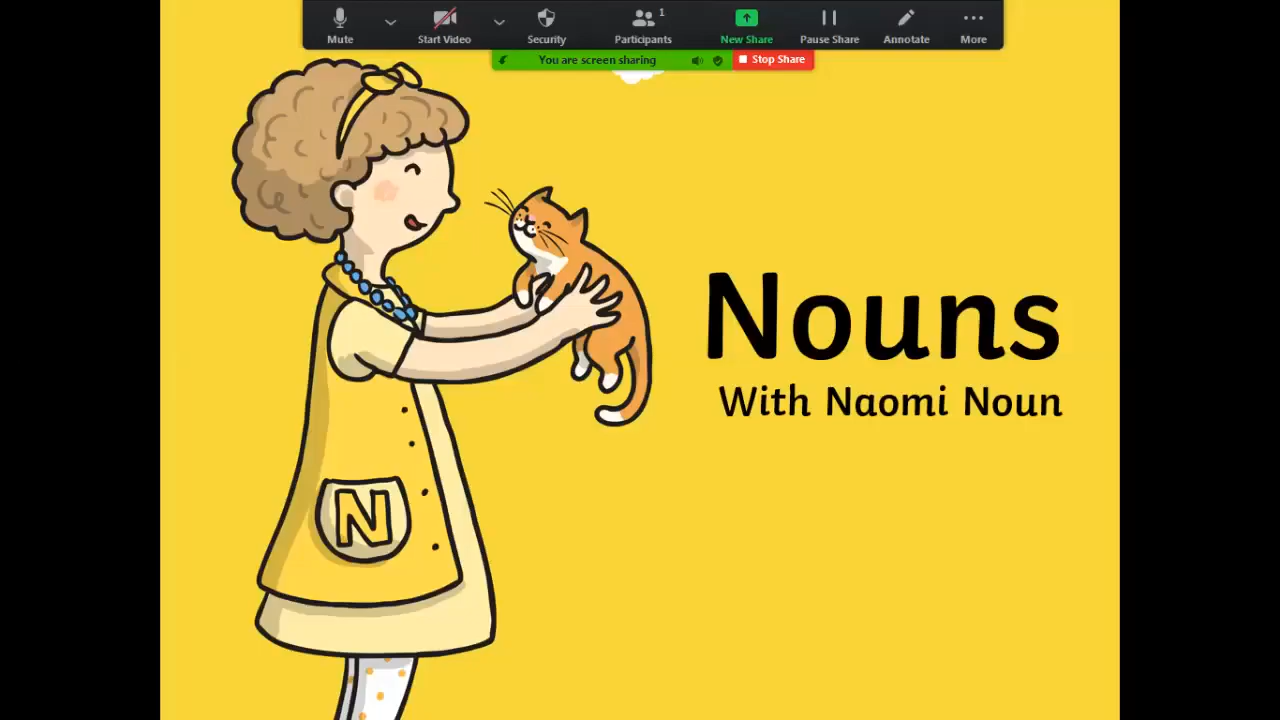 1
Mute Start Video Security Participants New Share Pause Share Annotate More
You are screen sharing Stop Share
Nouns
With Naomi Noun
N